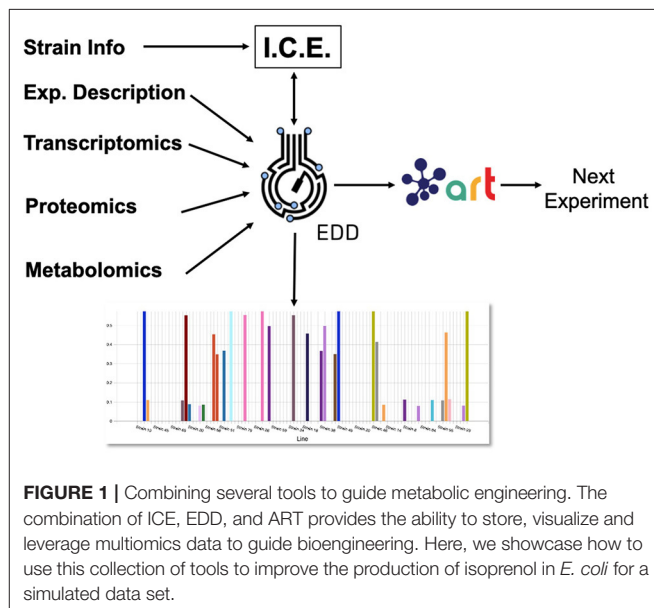 Strain Info
I.C.E.
Exp. Description
Transcriptomics
Proteomics
Metabolomics
EDD
art
Next
Experiment
Line
FIGURE 1 | Combining several tools to guide metabolic engineering. The
combination of ICE, EDD, and ART provides the ability to store, visualize and
leverage multiomics data to guide bioengineering. Here, we showcase how to
use this collection of tools to improve the production of isoprenol in E. coli for a
simulated data set.